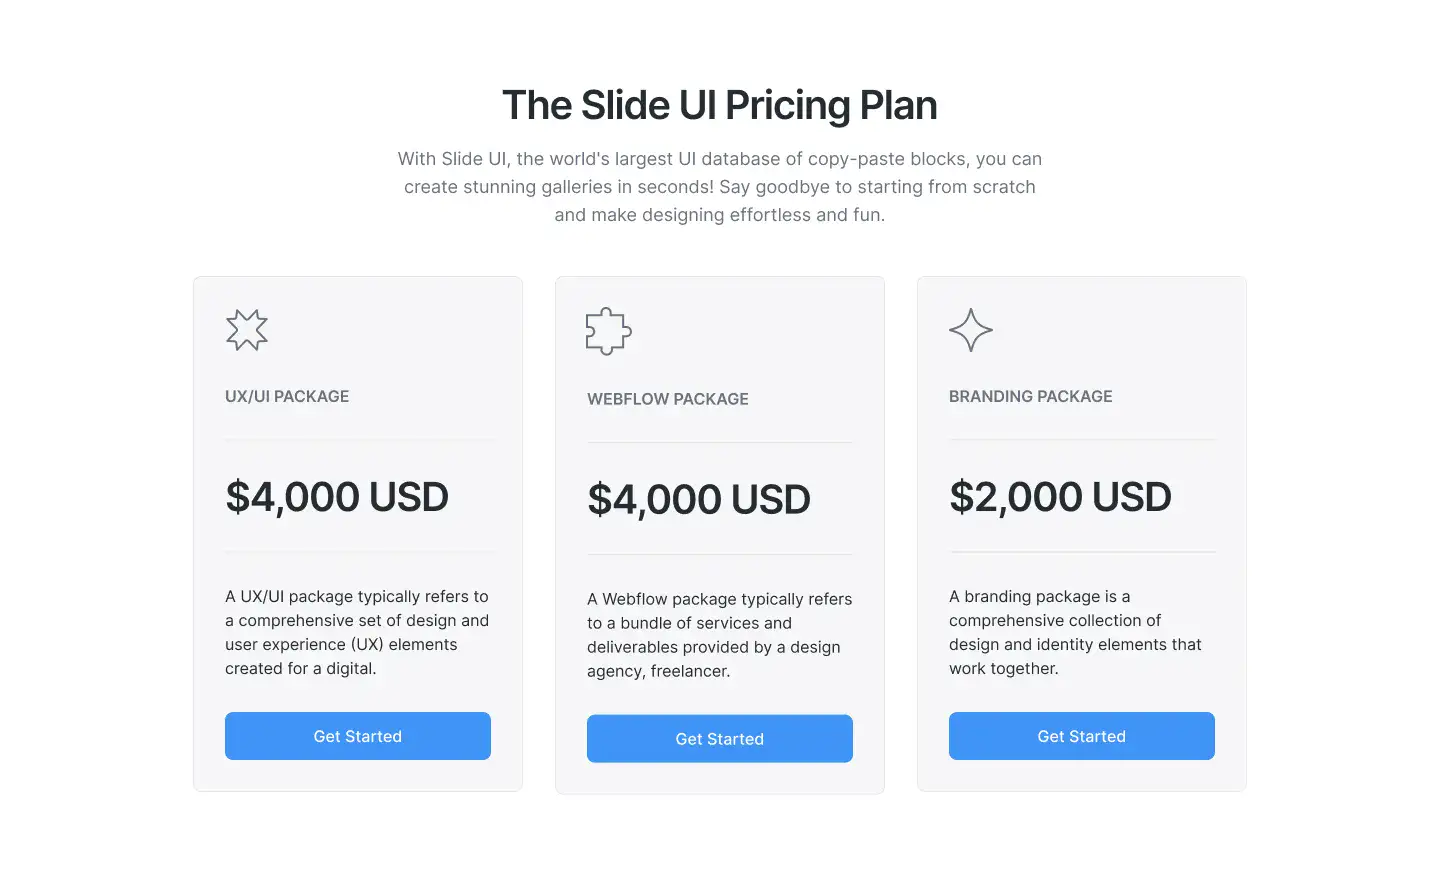 The Slide UI Pricing Plan
With Slide UI, the world's largest UI database of copy-paste blocks, you can
create stunning galleries in seconds! Say goodbye to starting from scratch
and make designing effortless and fun.
UX/UI PACKAGE
$4,000 USD
A UX/UI package typically refers to
a comprehensive set of design and
user experience (UX) elements
created for a digital.
Get Started
WEBFLOW PACKAGE
$4,000 USD
A Webflow package typically refers
to a bundle of services and
deliverables provided by a design
agency, freelancer.
Get Started
BRANDING PACKAGE
$2,000 USD
A branding package is a
comprehensive collection of
design and identity elements that
work together.
Get Started